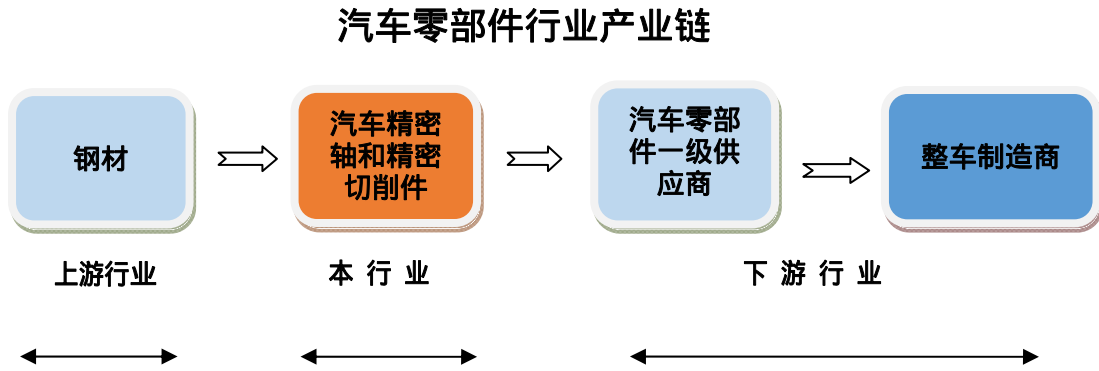 汽车零部件行业产业链
钢材
汽车精密
轴和精密
切削件
汽车零部
件一级供
应商
整车制造商
上游行业
本 行 业
下 游 行 业